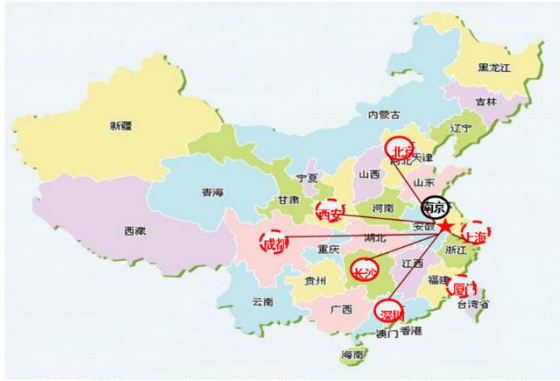 黑龙江
吉林
内蒙古
辽宁
新疆
北京
河北
天津
宁夏
山西
山东
青海
甘肃
西安
河南
南京
西藏
成都
重庆
湖北
安徽
上海
长沙
江西
浙江
贵州
福建
厦门
云南
广西
深圳
台湾省
澳门
香港
海南